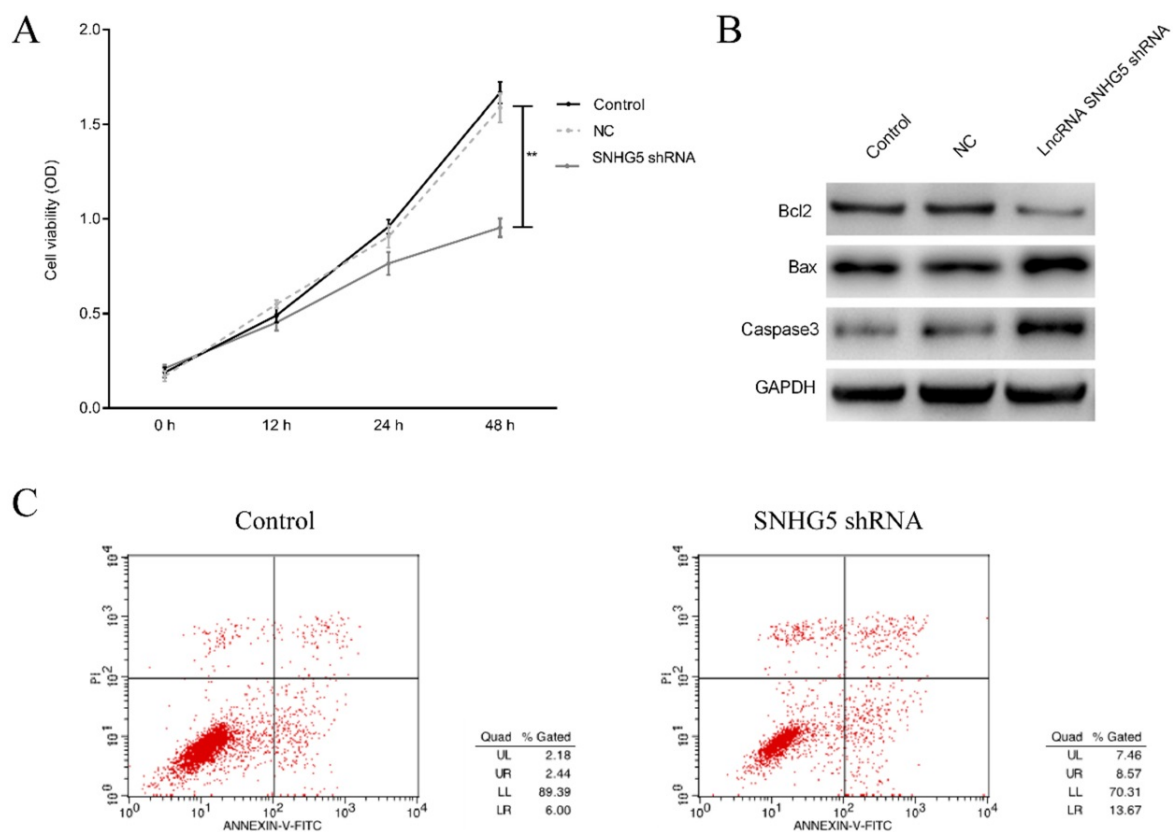 A
2.0
1.5
1.0
0.5
0.0
Cell viability (OD)
0 h 12 h 24 h 48 h
Control
NC
SNHG5 shRNA
**
B
Control NC LncRNA SNHG5 shRNA
Bcl2
Bax
Caspase3
GAPDH
C
Control
10^4
10^3
10^2
10^1
10^0
PI
10^0 10^1 10^2 10^3 10^4
ANNEXIN-V-FITC
Quad % Gated
UL 2.18
UR 2.44
LL 89.39
LR 6.00
SNHG5 shRNA
10^4
10^3
10^2
10^1
10^0
PI
10^0 10^1 10^2 10^3 10^4
ANNEXIN-V-FITC
Quad % Gated
UL 7.46
UR 8.57
LL 70.31
LR 13.67